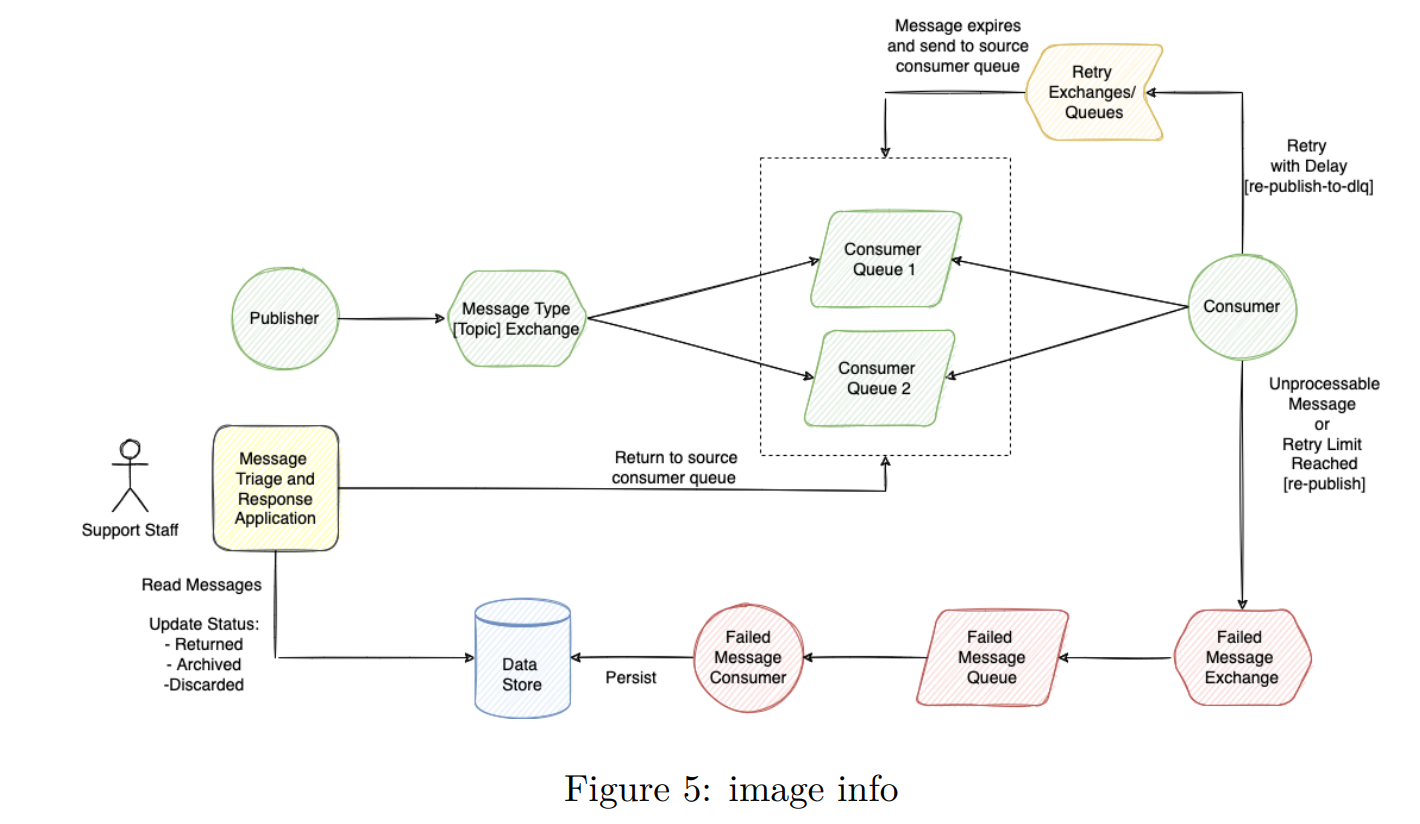 Message expires
and send to source
consumer queue
Retry
Exchanges/
Queues
Retry
with Delay
[re-publish-to-dlq]
Consumer
Queue 1
Publisher
Message Type
[Topic] Exchange
Consumer
Consumer
Queue 2
Unprocessable
Message
or
Retry Limit
Reached
[re-publish]
Support Staff
Message
Triage and
Response
Application
Return to source
consumer queue
Read Messages
Update Status:
- Returned
- Archived
-Discarded
Data
Store
Persist
Failed
Message
Consumer
Failed
Message
Queue
Failed
Message
Exchange
Figure 5: image info